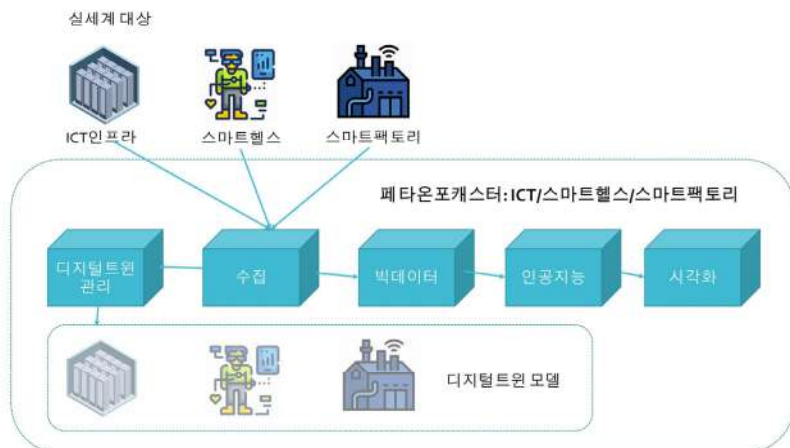 실세계 대상
ICT인프라
스마트헬스
스마트팩토리
페타온포캐스터: ICT/스마트헬스/스마트팩토리
디지털트윈
관리
수집
빅데이터
인공지능
시각화
디지털트윈 모델